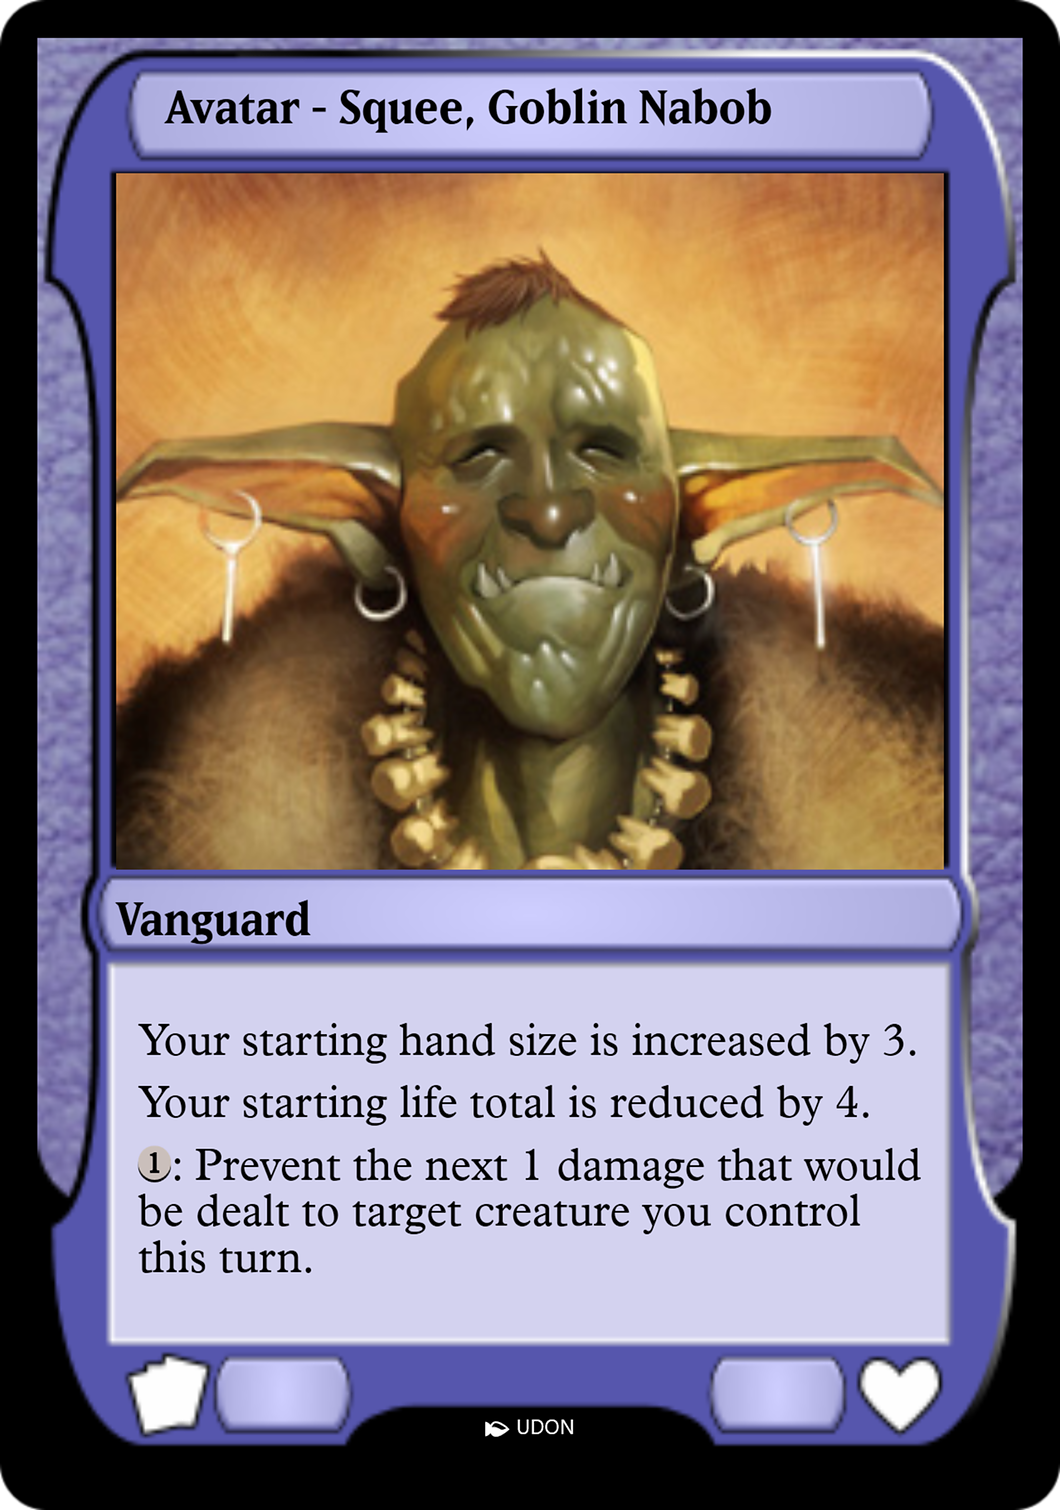 Avatar - Squee, Goblin Nabob
Vanguard
Your starting hand size is increased by 3.
Your starting life total is reduced by 4.
1: Prevent the next 1 damage that would
be dealt to target creature you control
this turn.
UDON